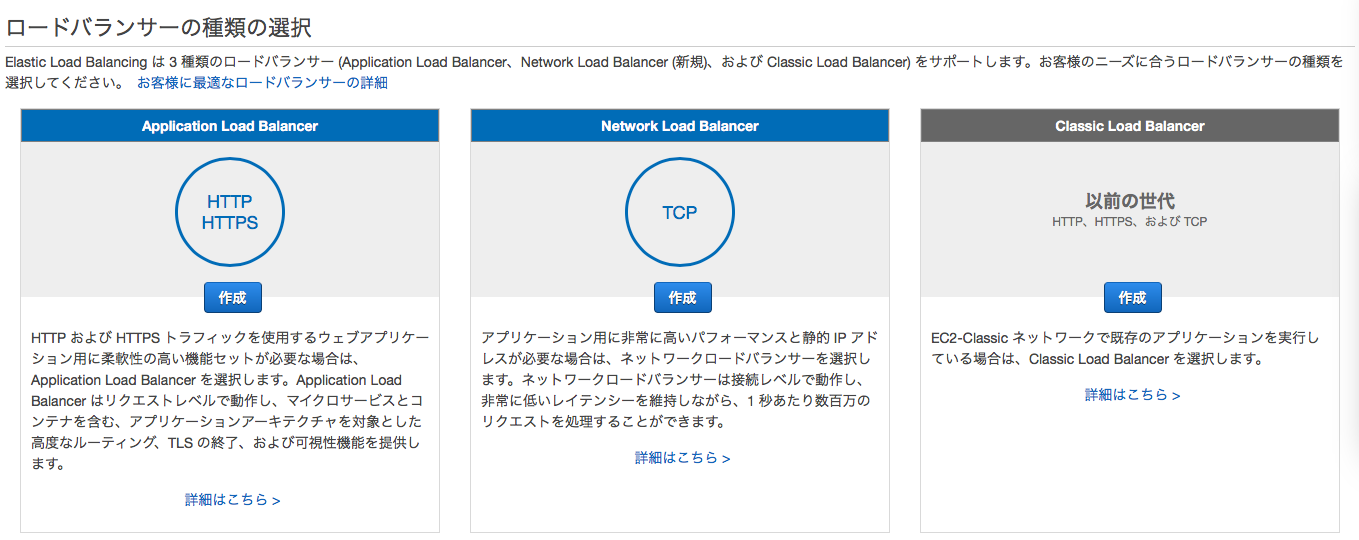 ロードバランサーの種類の選択
Elastic Load Balancing は 3 種類のロードバランサー (Application Load Balancer、Network Load Balancer (新規)、および Classic Load Balancer) をサポートします。お客様のニーズに合うロードバランサーの種類を
選択してください。 お客様に最適なロードバランサーの詳細
Application Load Balancer
HTTP
HTTPS
作成
HTTP および HTTPS トラフィックを使用するウェブアプリケー
ション用に柔軟性の高い機能セットが必要な場合は、
Application Load Balancer を選択します。Application Load
Balancer はリクエストレベルで動作し、マイクロサービスとコ
ンテナを含む、アプリケーションアーキテクチャを対象とした
高度なルーティング、TLS の終了、および可視性機能を提供し
ます。
詳細はこちら >
Network Load Balancer
TCP
作成
アプリケーション用に非常に高いパフォーマンスと静的 IP アド
レスが必要な場合は、ネットワークロードバランサーを選択し
ます。ネットワークロードバランサーは接続レベルで動作し、
非常に低いレイテンシーを維持しながら、1 秒あたり数百万の
リクエストを処理することができます。
詳細はこちら >
Classic Load Balancer
以前の世代
HTTP、HTTPS、および TCP
作成
EC2-Classic ネットワークで既存のアプリケーションを実行し
ている場合は、Classic Load Balancer を選択します。
詳細はこちら >